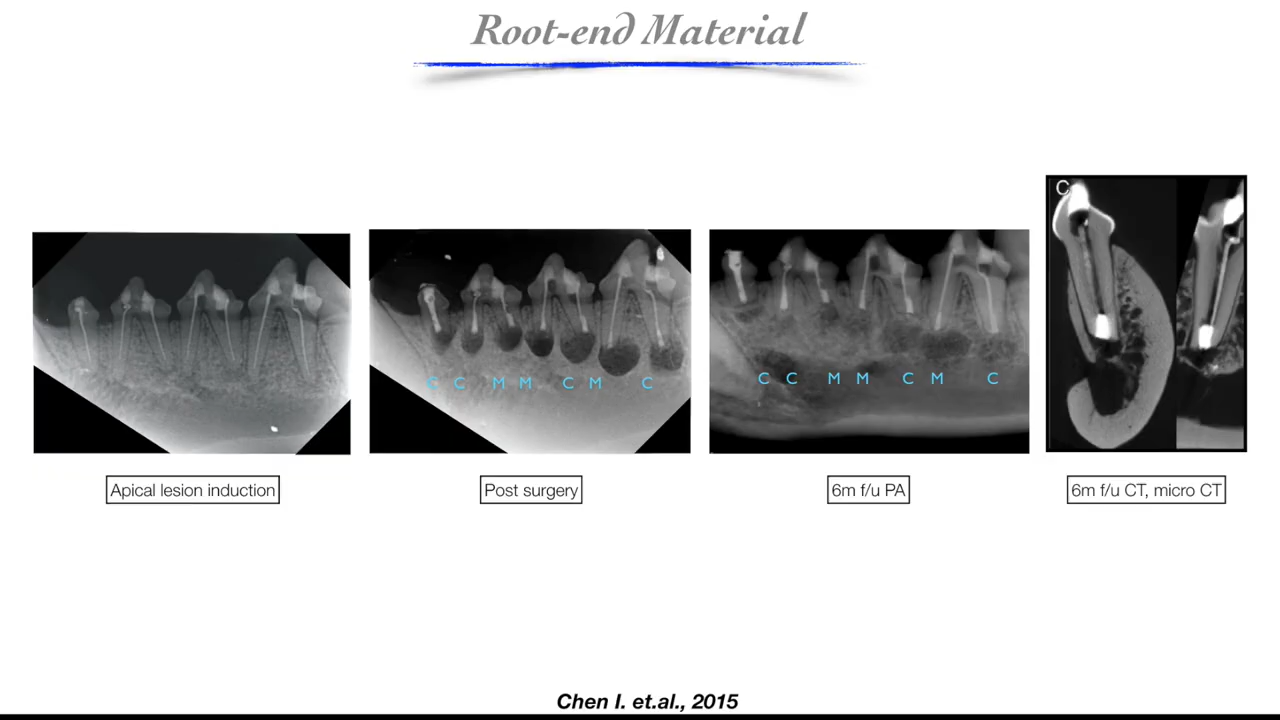 Root-end Material
C
C C M M C M C
C C M M C M C
Apical lesion induction
Post surgery
6m f/u PA
6m f/u CT, micro CT
Chen I. et.al., 2015